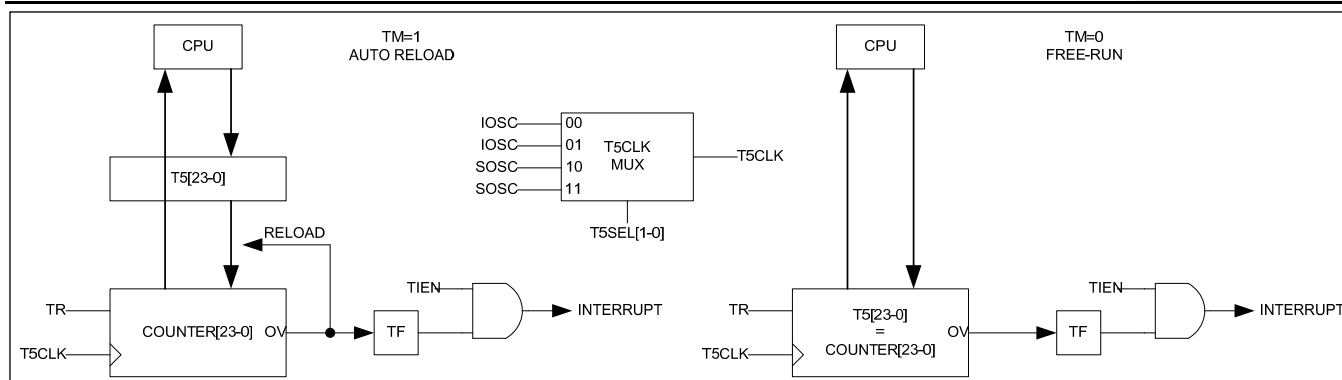 CPU
TM=1
AUTO RELOAD
T5[23-0]
RELOAD
TR
COUNTER[23-0]
OV
T5CLK
TF
TIEN
INTERRUPT
IOSC
00
IOSC
01
SOSC
10
SOSC
11
T5CLK
MUX
T5CLK
T5SEL[1-0]
CPU
TM=0
FREE-RUN
TR
T5[23-0]
=
COUNTER[23-0]
OV
T5CLK
TF
TIEN
INTERRUPT